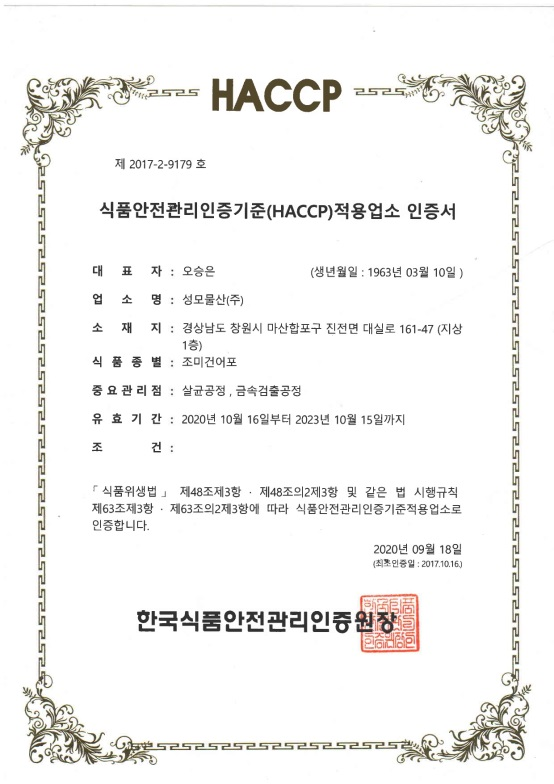 HACCP
제 2017-2-9179 호
식품안전관리인증기준(HACCP)적용업소 인증서
대 표 자 : 오승은 (생년월일 : 1963년 03월 10일 )
업 소 명 : 성모물산(주)
소 재 지 : 경상남도 창원시 마산합포구 진전면 대실로 161-47 (지상
1층)
식 품 종 별 : 조미건어포
중요관리점 : 살균공정 , 금속검출공정
유 효 기 간 : 2020년 10월 16일부터 2023년 10월 15일까지
조 건 :
「식품위생법」 제48조제3항 · 제48조의2제3항 및 같은 법 시행규칙
제63조제3항 · 제63조의2제3항에 따라 식품안전관리인증기준적용업소로
인증합니다.
2020년 09월 18일
(최초인증일 : 2017.10.16.)
한국식품안전관리인증원장